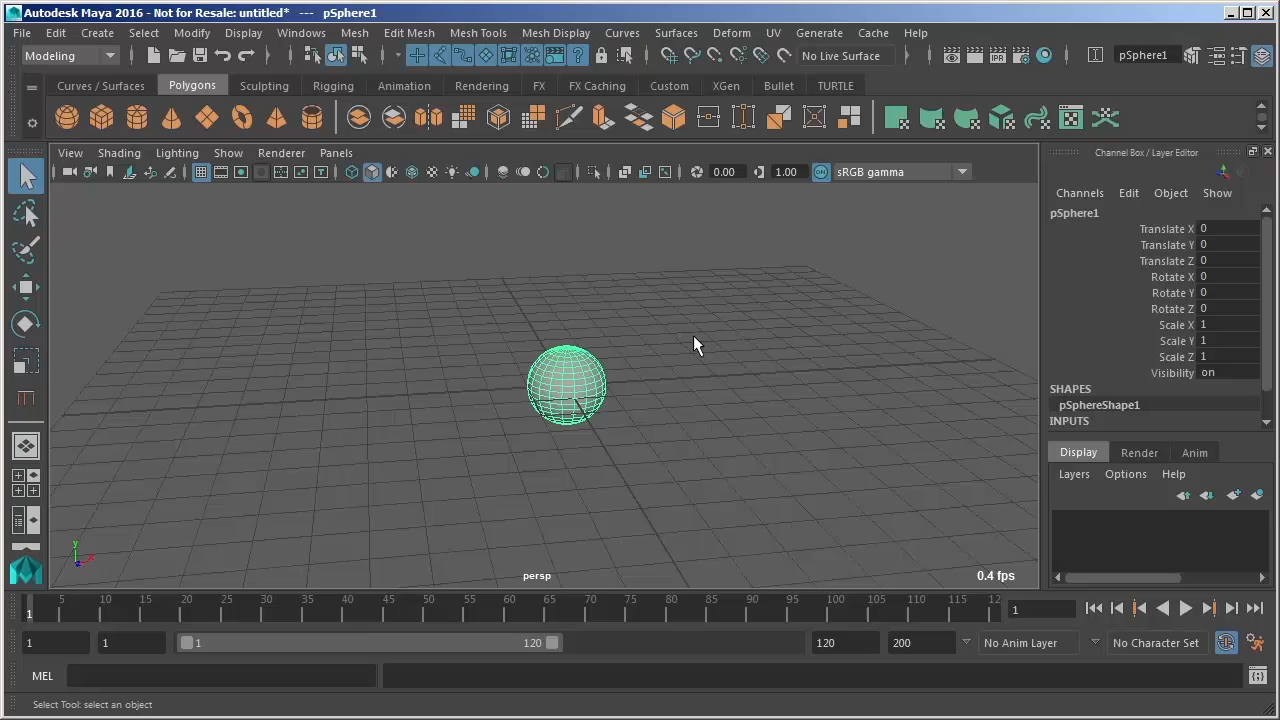 Autodesk Maya 2016 - Not for Resale: untitled* --- pSphere1
File Edit Create Select Modify Display Windows Mesh Edit Mesh Mesh Tools Mesh Display Curves Surfaces Deform UV Generate Cache Help
Modeling No Live Surface IPR pSphere1
Curves / Surfaces Polygons Sculpting Rigging Animation Rendering FX FX Caching Custom XGen Bullet TURTLE
View Shading Lighting Show Renderer Panels
0.00 1.00 ON sRGB gamma
Channel Box / Layer Editor
Channels Edit Object Show
pSphere1
Translate X 0
Translate Y 0
Translate Z 0
Rotate X 0
Rotate Y 0
Rotate Z 0
Scale X 1
Scale Y 1
Scale Z 1
Visibility on
SHAPES
pSphereShape1
INPUTS
Display Render Anim
Layers Options Help
y
x
persp
0.4 fps
1 5 10 15 20 25 30 35 40 45 50 55 60 65 70 75 80 85 90 95 100 105 110 115 12 1
1 1 1 120 120 200 No Anim Layer No Character Set
MEL
Select Tool: select an object